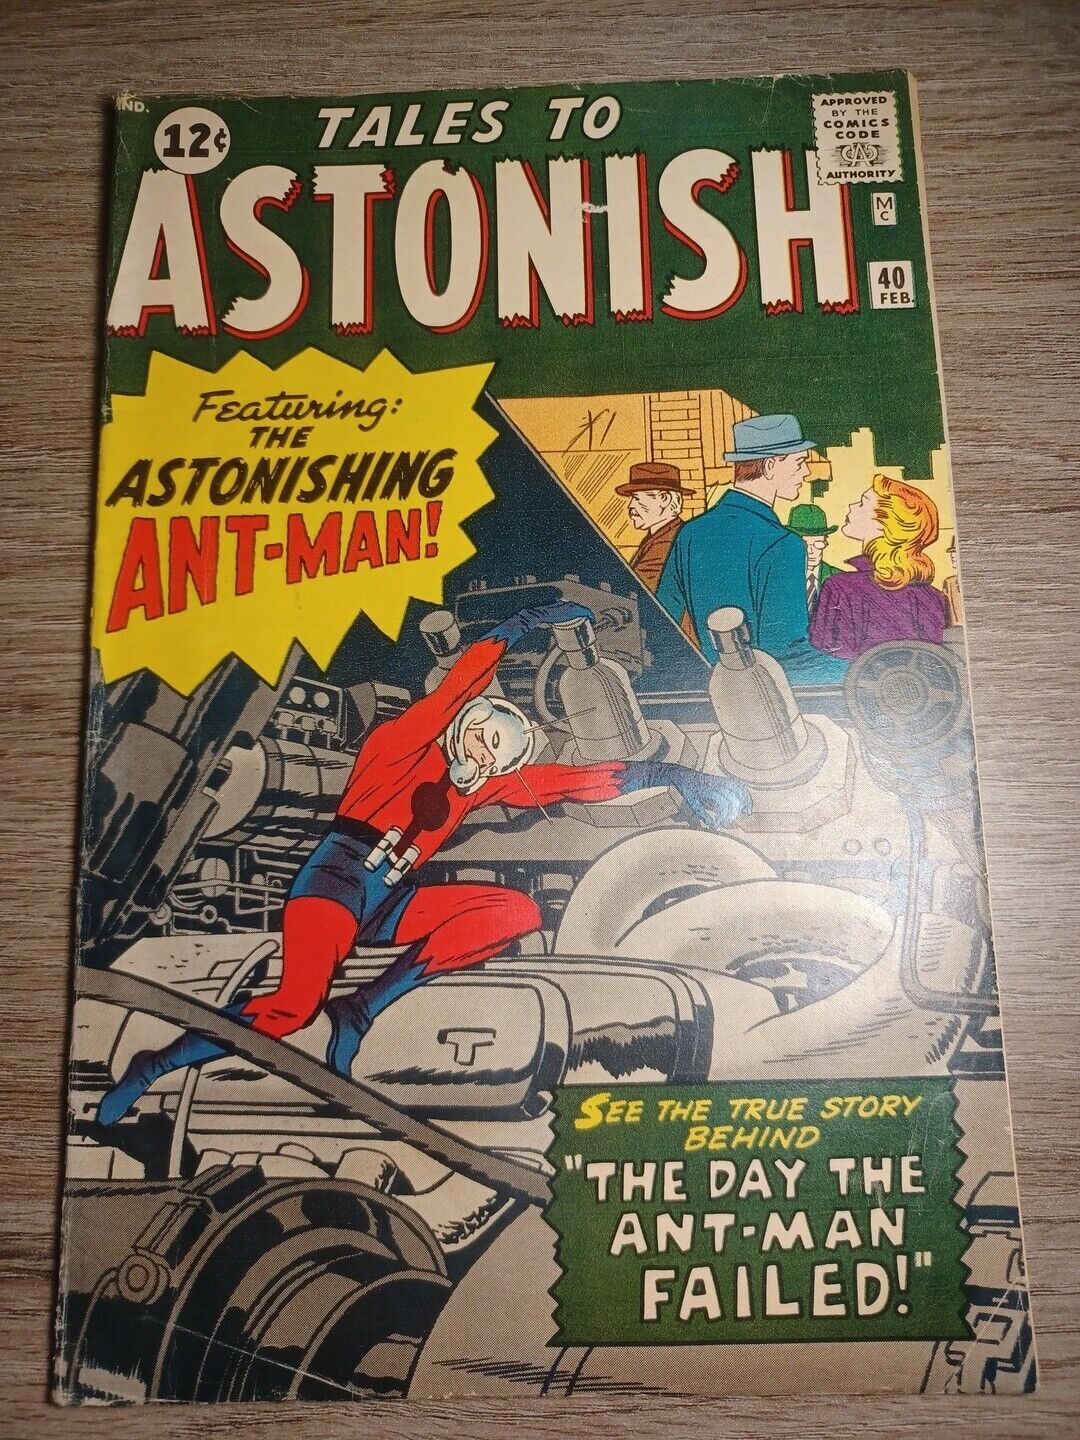 IND.
12¢
TALES TO
ASTONISH
APPROVED
BY THE
COMICS
CODE
CA
AUTHORITY
MC
40
FEB.
Featuring:
THE
ASTONISHING
ANT-MAN!
T
SEE THE TRUE STORY
BEHIND
"THE DAY THE
ANT-MAN
FAILED!"